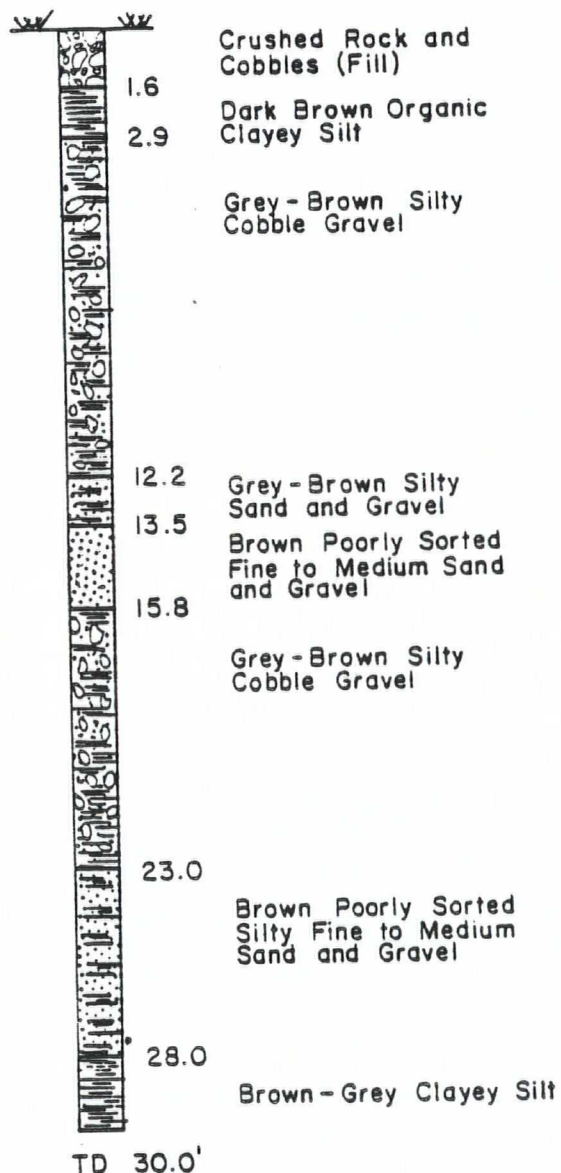 Crushed Rock and
Cobbles (Fill)
1.6
Dark Brown Organic
Clayey Silt
2.9
Grey-Brown Silty
Cobble Gravel
12.2
Grey-Brown Silty
Sand and Gravel
13.5
Brown Poorly Sorted
Fine to Medium Sand
and Gravel
15.8
Grey-Brown Silty
Cobble Gravel
23.0
Brown Poorly Sorted
Silty Fine to Medium
Sand and Gravel
28.0
Brown-Grey Clayey Silt
TD 30.0'